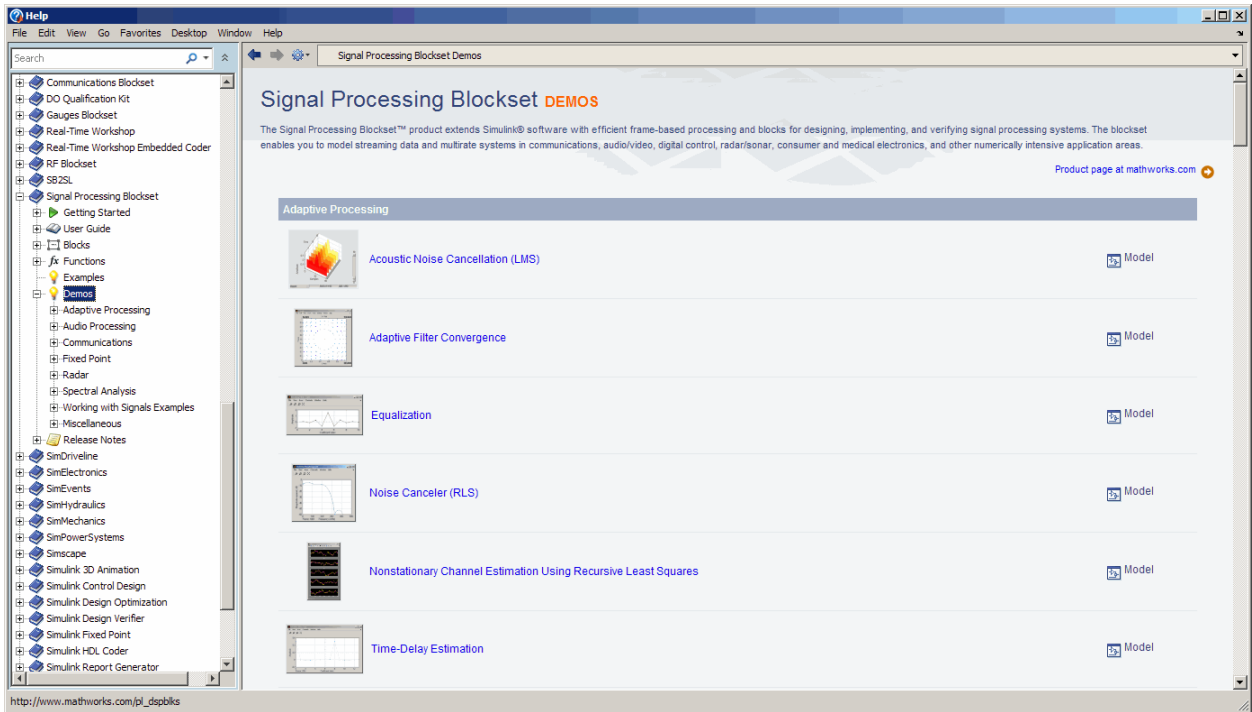 Help
File Edit View Go Favorites Desktop Window Help
Search
Signal Processing Blockset Demos
Communications Blockset
DO Qualification Kit
Gauges Blockset
Real-Time Workshop
Real-Time Workshop Embedded Coder
RF Blockset
SB2SL
Signal Processing Blockset
Getting Started
User Guide
Blocks
fx Functions
Examples
Demos
Adaptive Processing
Audio Processing
Communications
Fixed Point
Radar
Spectral Analysis
Working with Signals Examples
Miscellaneous
Release Notes
SimDriveline
SimElectronics
SimEvents
SimHydraulics
SimMechanics
SimPowerSystems
Simscape
Simulink 3D Animation
Simulink Control Design
Simulink Design Optimization
Simulink Design Verifier
Simulink Fixed Point
Simulink HDL Coder
Simulink Report Generator
Signal Processing Blockset DEMOS
The Signal Processing Blockset™ product extends Simulink® software with efficient frame-based processing and blocks for designing, implementing, and verifying signal processing systems. The blockset
enables you to model streaming data and multirate systems in communications, audio/video, digital control, radar/sonar, consumer and medical electronics, and other numerically intensive application areas.
Product page at mathworks.com
Adaptive Processing
Acoustic Noise Cancellation (LMS) Model
Adaptive Filter Convergence Model
Equalization Model
Noise Canceler (RLS) Model
Nonstationary Channel Estimation Using Recursive Least Squares Model
Time-Delay Estimation Model
http://www.mathworks.com/pl_dspblks